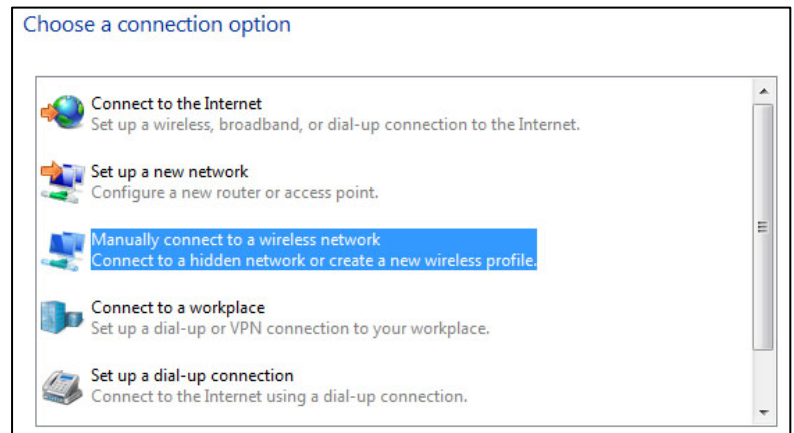 Choose a connection option
Connect to the Internet
Set up a wireless, broadband, or dial-up connection to the Internet.
Set up a new network
Configure a new router or access point.
Manually connect to a wireless network
Connect to a hidden network or create a new wireless profile.
Connect to a workplace
Set up a dial-up or VPN connection to your workplace.
Set up a dial-up connection
Connect to the Internet using a dial-up connection.